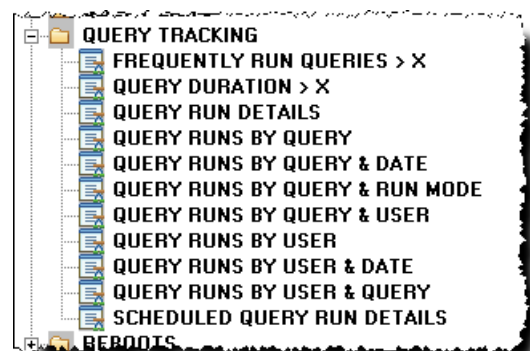 QUERY TRACKING
FREQUENTLY RUN QUERIES > X
QUERY DURATION > X
QUERY RUN DETAILS
QUERY RUNS BY QUERY
QUERY RUNS BY QUERY & DATE
QUERY RUNS BY QUERY & RUN MODE
QUERY RUNS BY QUERY & USER
QUERY RUNS BY USER
QUERY RUNS BY USER & DATE
QUERY RUNS BY USER & QUERY
SCHEDULED QUERY RUN DETAILS
REBOOTS